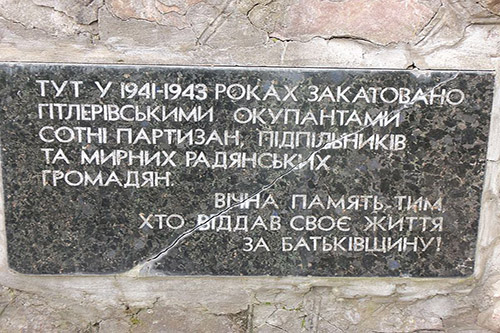 ТУТ У 1941-1943 РОКАХ ЗАКАТОВАНО
ГІТЛЕРІВСЬКИМИ ОКУПАНТАМИ
СОТНІ ПАРТИЗАН, ПІДПІЛЬНИКІВ
ТА МИРНИХ РАДЯНСЬКИХ
ГРОМАДЯН.
ВІЧНА ПАМЯТЬ ТИМ,
ХТО ВІДДАВ СВОЄ ЖИТТЯ
ЗА БАТЬКІВЩИНУ!